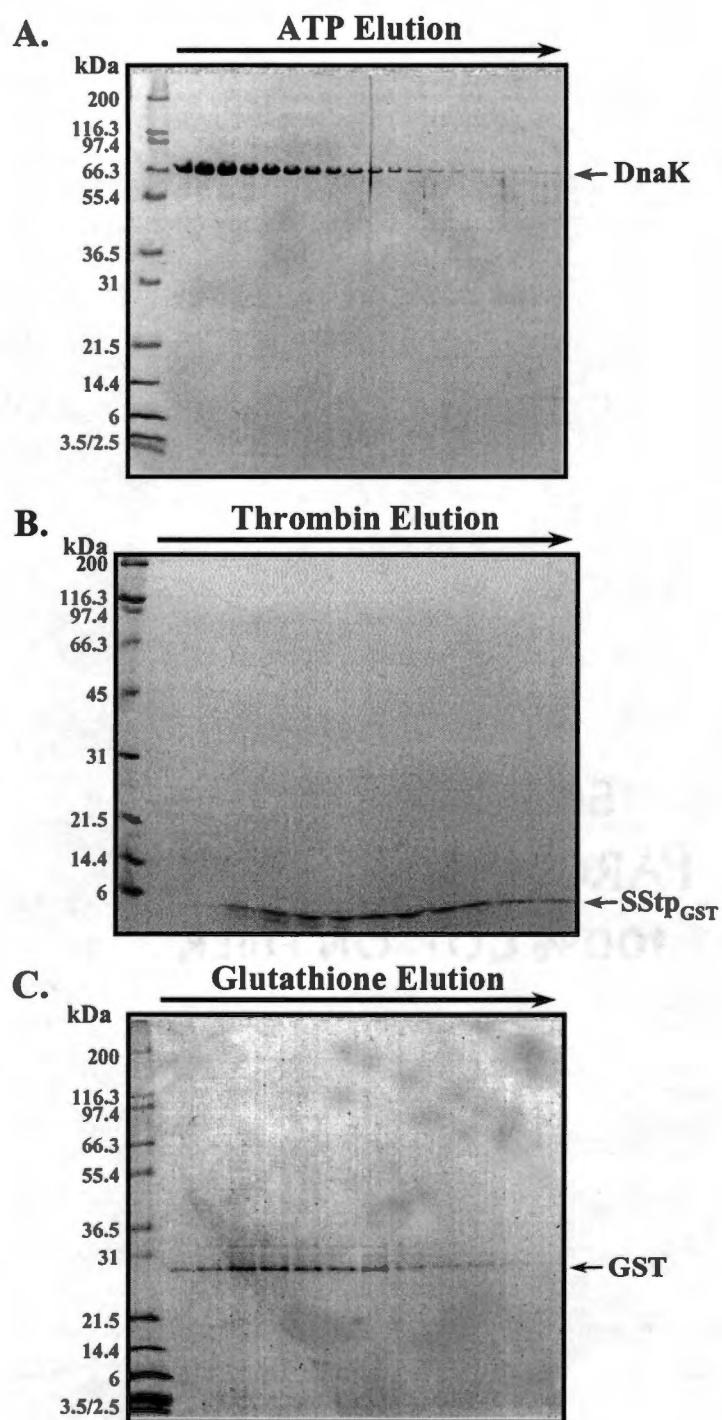 A.
ATP Elution
kDa
200
116.3
97.4
66.3
55.4
36.5
31
21.5
14.4
6
3.5/2.5
DnaK
B.
Thrombin Elution
kDa
200
116.3
97.4
66.3
45
31
21.5
14.4
6
SStpGST
C.
Glutathione Elution
kDa
200
116.3
97.4
66.3
55.4
36.5
31
21.5
14.4
6
3.5/2.5
GST